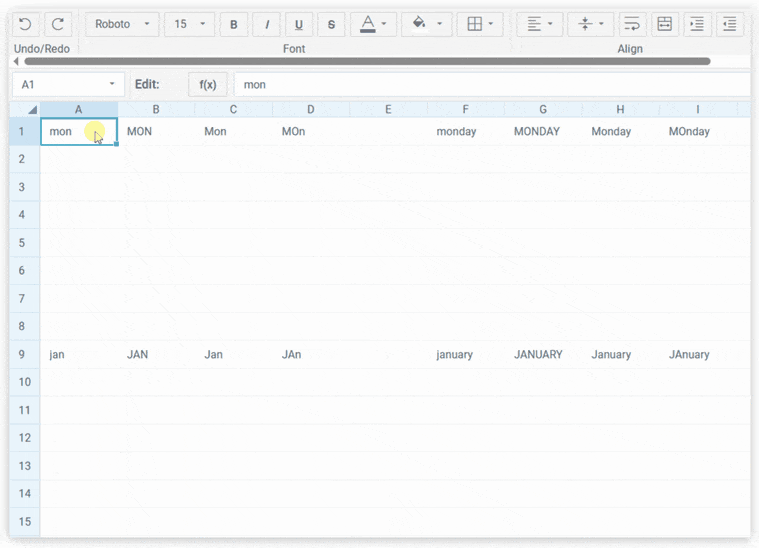 Roboto 15 B I U S A
Undo/Redo Font Align
A1 Edit: f(x) mon
A B C D E F G H I
1 mon MON Mon MOn monday MONDAY Monday MOnday
2
3
4
5
6
7
8
9 jan JAN Jan JAn january JANUARY January JAnuary
10
11
12
13
14
15